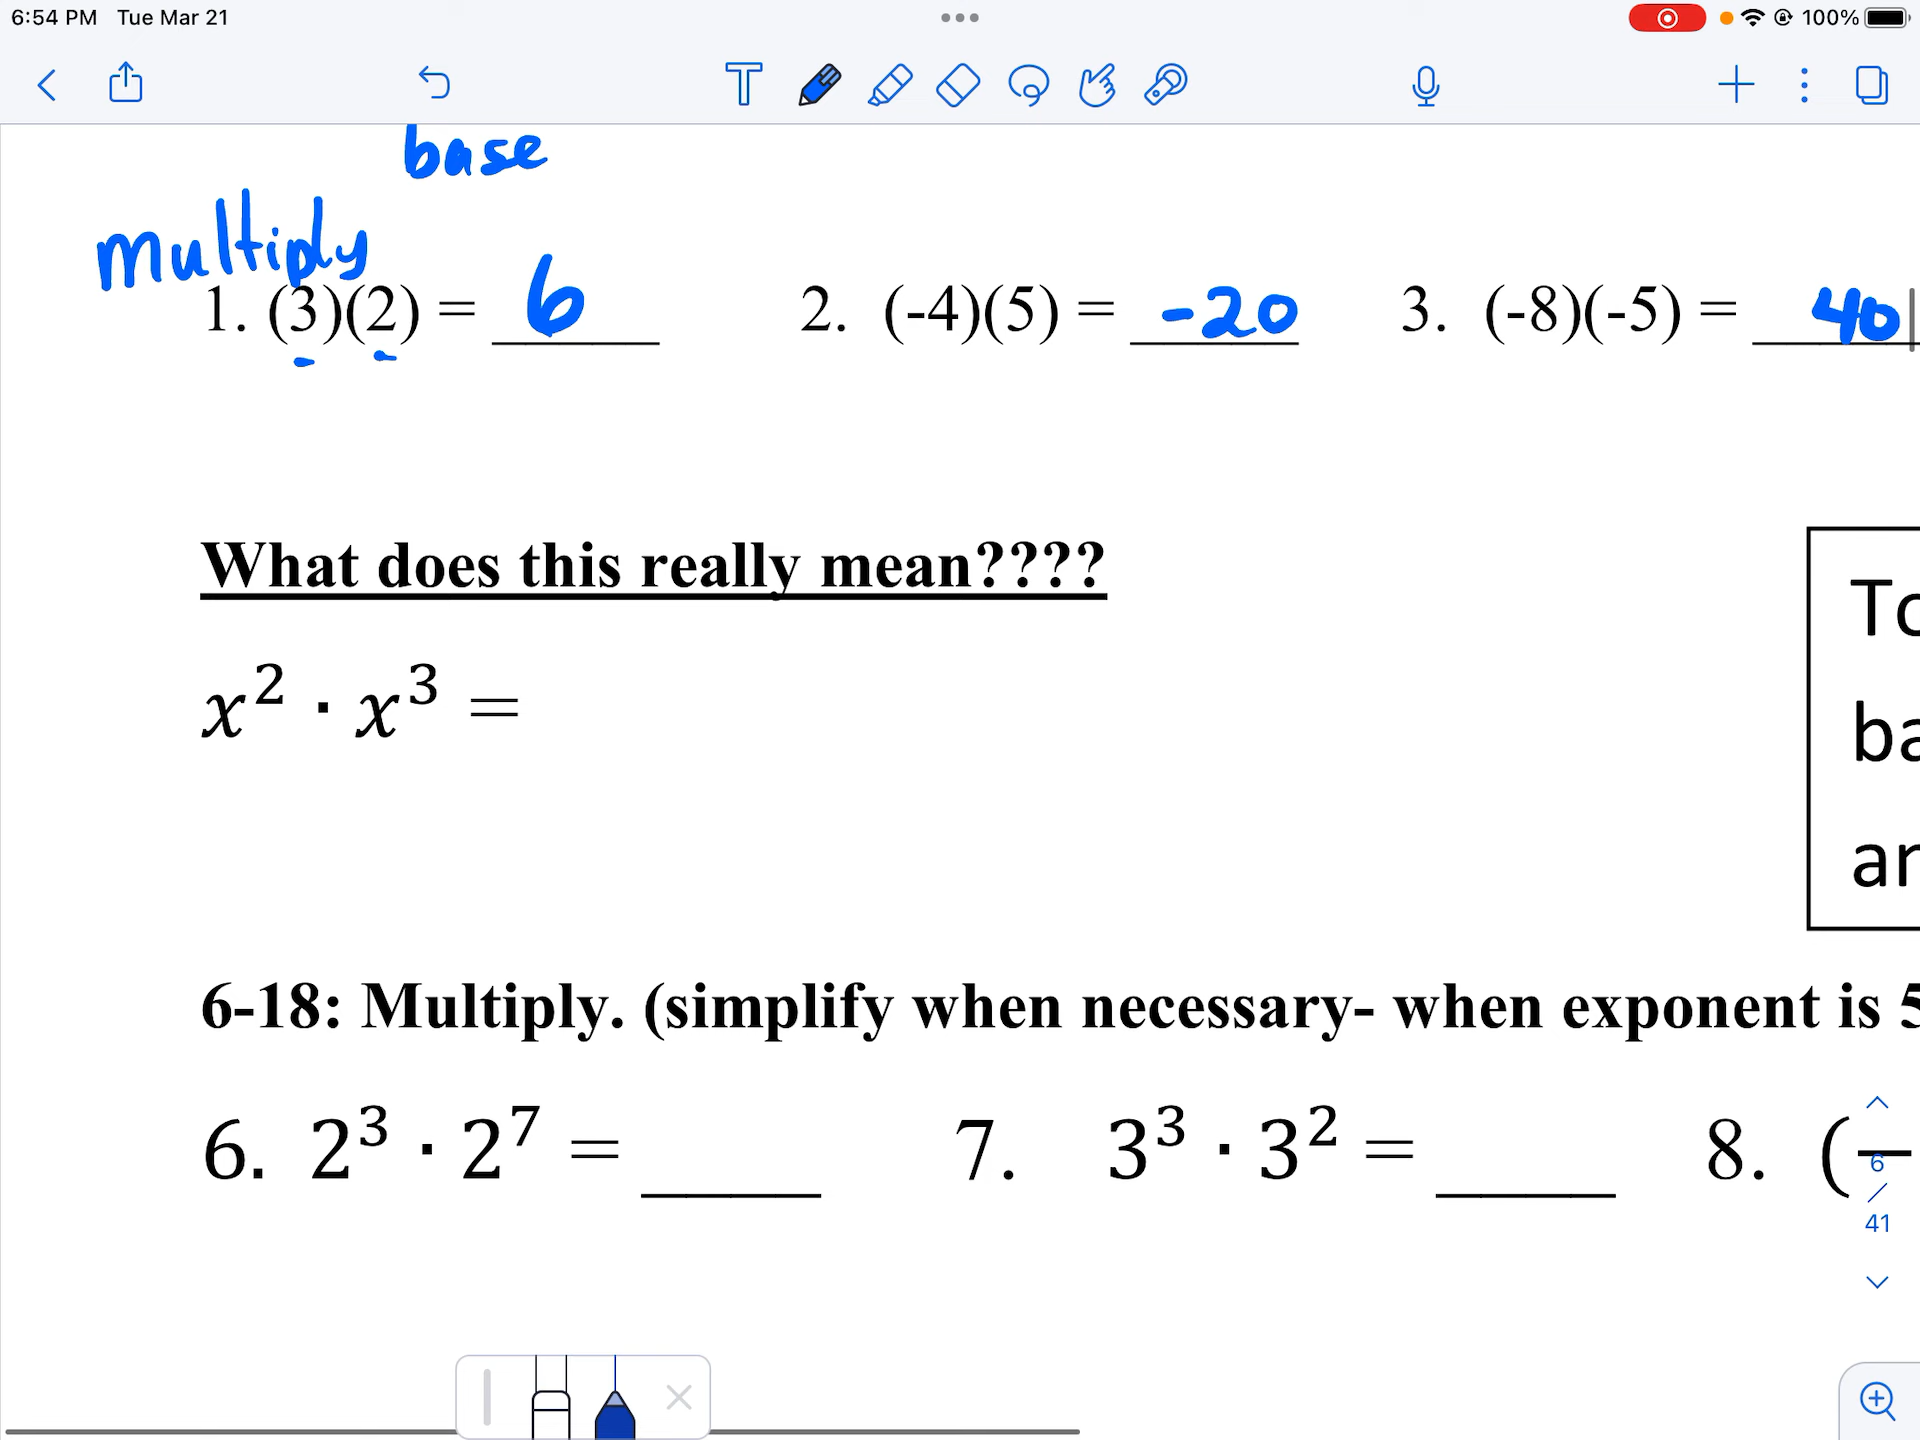 6:54 PM Tue Mar 21
100%
base
multiply
1. (3)(2) = 6 2. (-4)(5) = -20 3. (-8)(-5) = 40
What does this really mean????
x² · x³ =
To
ba
ar
6-18: Multiply. (simplify when necessary- when exponent is 5
6. 2³ · 2⁷ = ____ 7. 3³ · 3² = ____ 8. (
6
/
41